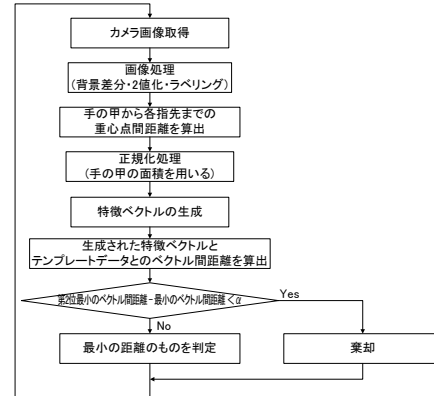 カメラ画像取得
画像処理
(背景差分・2値化・ラベリング)
手の甲から各指先までの
重心点間距離を算出
正規化処理
(手の甲の面積を用いる)
特徴ベクトルの生成
生成された特徴ベクトルと
テンプレートデータとのベクトル間距離を算出
第2位最小のベクトル間距離-最小のベクトル間距離<α
Yes
No
最小の距離のものを判定
棄却